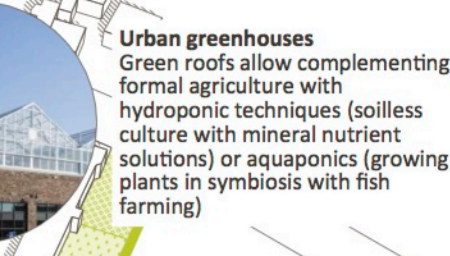 Urban greenhouses
Green roofs allow complementing
formal agriculture with
hydroponic techniques (soilless
culture with mineral nutrient
solutions) or aquaponics (growing
plants in symbiosis with fish
farming)